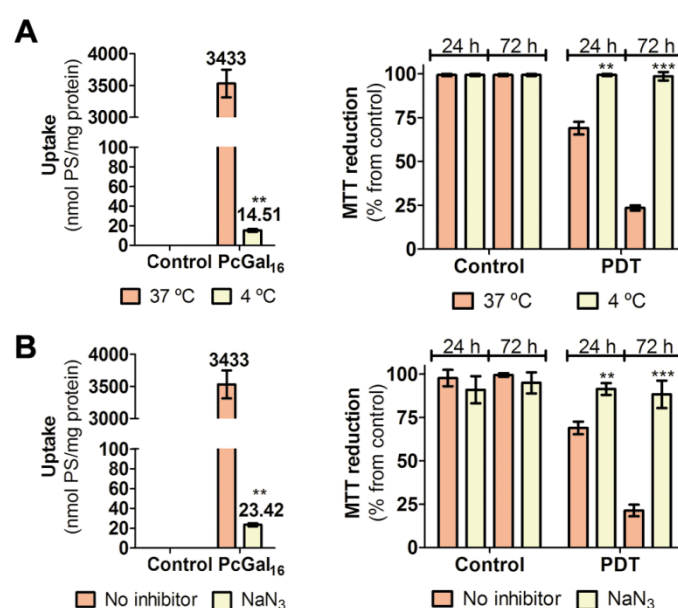 A
Uptake
(nmol PS/mg protein)
4000
3500
3000
100
80
60
40
20
0
3433
**
14.51
Control PcGal16
37 ºC 4 ºC
24 h 72 h 24 h 72 h
** ***
MTT reduction
(% from control)
100
75
50
25
0
Control PDT
37 ºC 4 ºC
B
Uptake
(nmol PS/mg protein)
4000
3500
3000
100
80
60
40
20
0
3433
**
23.42
Control PcGal16
No inhibitor NaN3
24 h 72 h 24 h 72 h
** ***
MTT reduction
(% from control)
100
75
50
25
0
Control PDT
No inhibitor NaN3